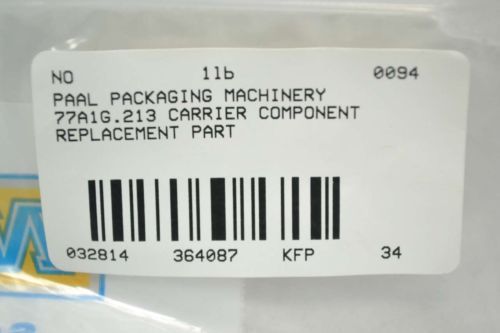 NO 1lb 0094
PAAL PACKAGING MACHINERY
77A1G.213 CARRIER COMPONENT
REPLACEMENT PART
032814 364087 KFP 34